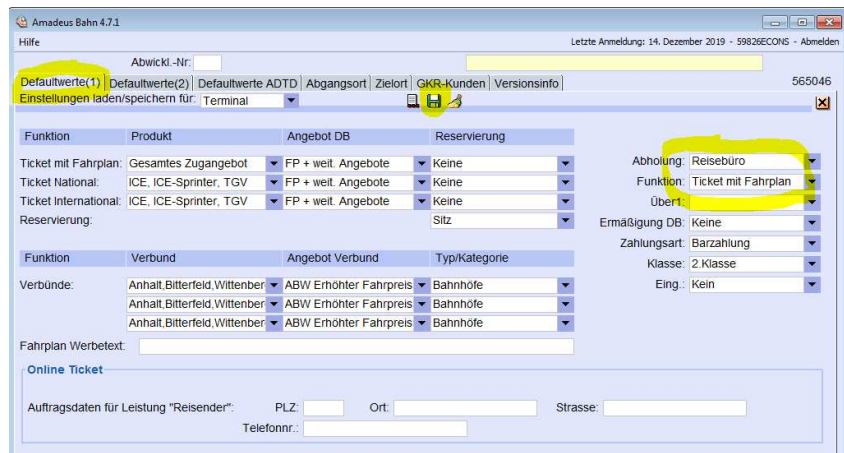 Amadeus Bahn 4.7.1
Hilfe Letzte Anmeldung: 14. Dezember 2019 - 59826ECONS - Abmelden
Abwickl.-Nr:
Defaultwerte(1) Defaultwerte(2) Defaultwerte ADTD Abgangsort Zielort GKR-Kunden Versionsinfo 565046
Einstellungen laden/speichern für: Terminal
Funktion Produkt Angebot DB Reservierung
Ticket mit Fahrplan: Gesamtes Zugangebot FP + weit. Angebote Keine Abholung: Reisebüro
Ticket National: ICE, ICE-Sprinter, TGV FP + weit. Angebote Keine Funktion: Ticket mit Fahrplan
Ticket International: ICE, ICE-Sprinter, TGV FP + weit. Angebote Keine Über1:
Reservierung: Sitz Ermäßigung DB: Keine
Zahlungsart: Barzahlung
Funktion Verbund Angebot Verbund Typ/Kategorie Klasse: 2.Klasse
Verbünde: Anhalt,Bitterfeld,Wittenber ABW Erhöhter Fahrpreis Bahnhöfe Eing.: Kein
Anhalt,Bitterfeld,Wittenber ABW Erhöhter Fahrpreis Bahnhöfe
Anhalt,Bitterfeld,Wittenber ABW Erhöhter Fahrpreis Bahnhöfe
Fahrplan Werbetext:
Online Ticket
Auftragsdaten für Leistung "Reisender": PLZ: Ort: Strasse:
Telefonnr.: